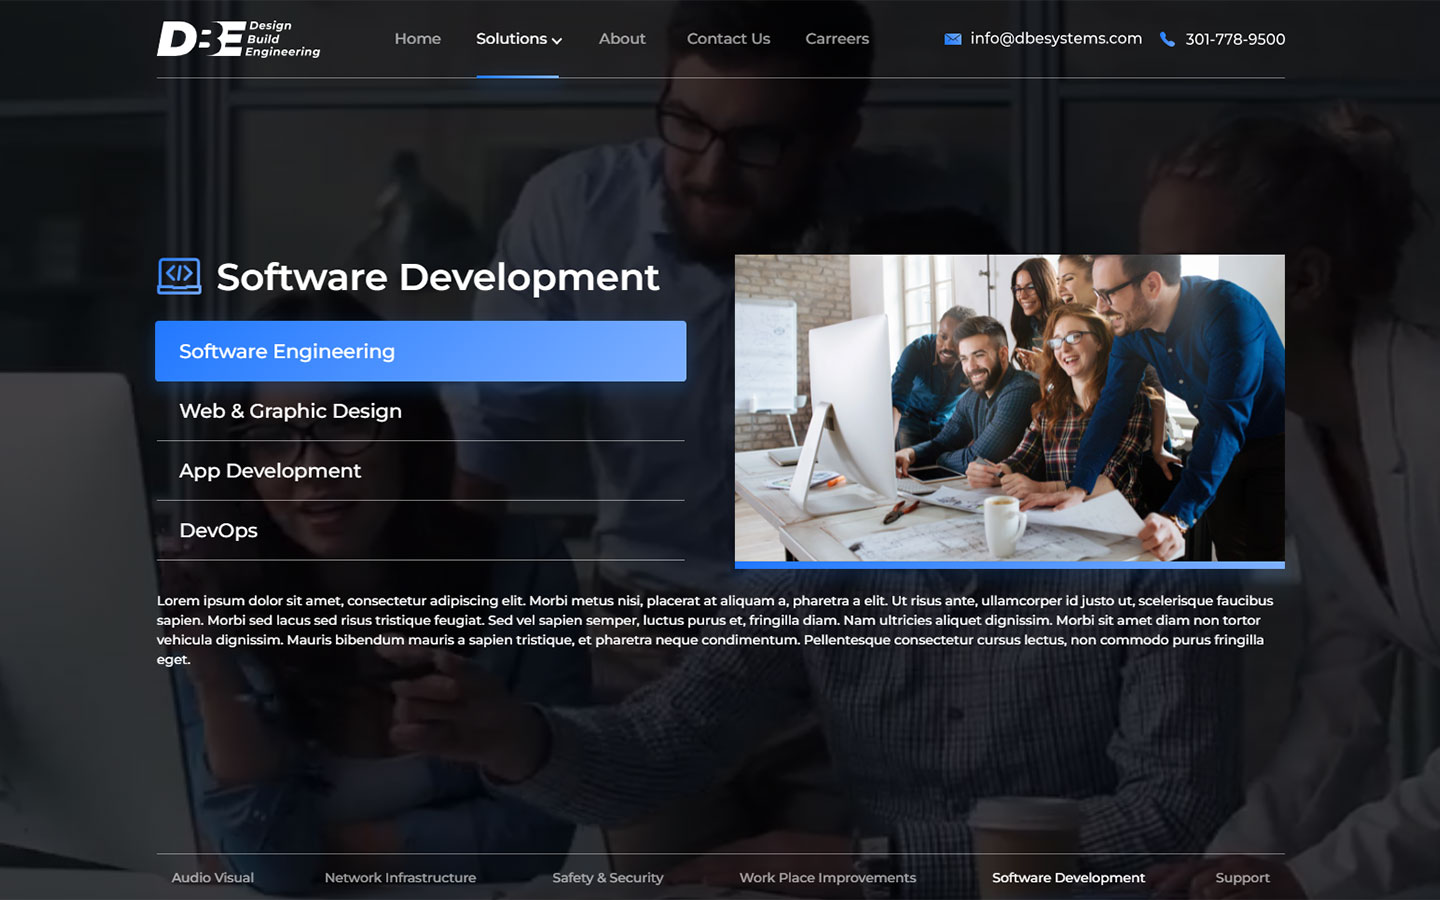 DBE Design
Build
Engineering
Home Solutions About Contact Us Carreers info@dbesystems.com 301-778-9500
Software Development
Software Engineering
Web & Graphic Design
App Development
DevOps
Lorem ipsum dolor sit amet, consectetur adipiscing elit. Morbi metus nisi, placerat at aliquam a, pharetra a elit. Ut risus ante, ullamcorper id justo ut, scelerisque faucibus
sapien. Morbi sed lacus sed risus tristique feugiat. Sed vel sapien semper, luctus purus et, fringilla diam. Nam ultricies aliquet dignissim. Morbi sit amet diam non tortor
vehicula dignissim. Mauris bibendum mauris a sapien tristique, et pharetra neque condimentum. Pellentesque consectetur cursus lectus, non commodo purus fringilla
eget.
Audio Visual Network Infrastructure Safety & Security Work Place Improvements Software Development Support